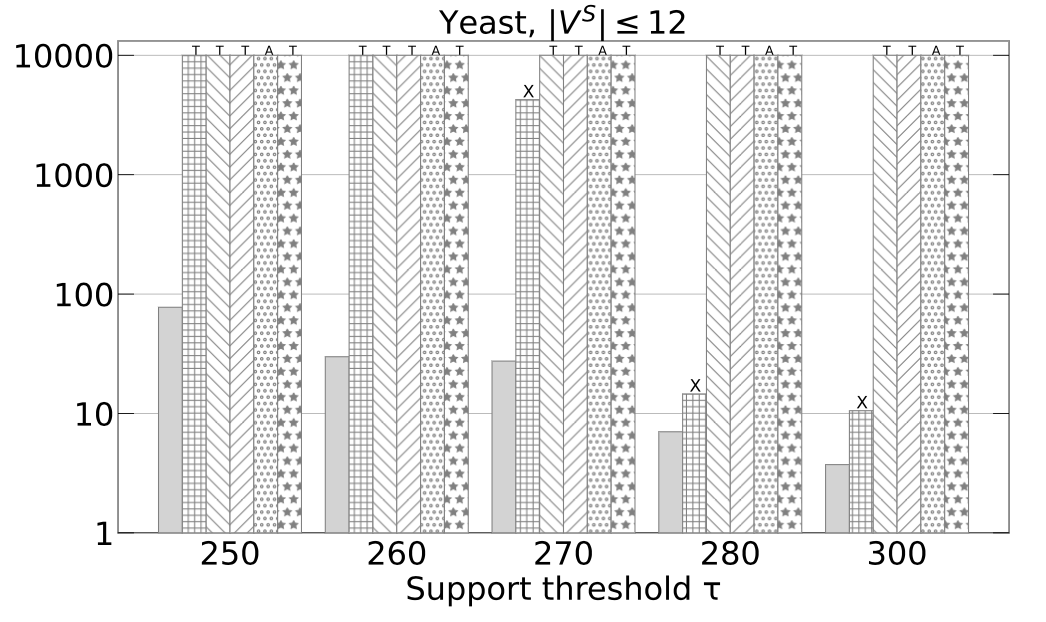 Yeast, |V^S| ≤ 12
10000
T T T A T T T T A T T T A T T T A T T T A T
X
1000
100
X
X
10
1
250 260 270 280 300
Support threshold τ